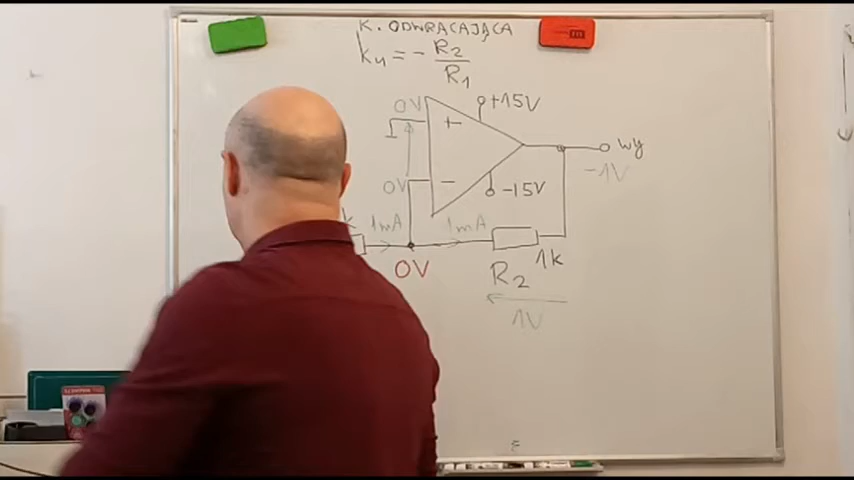 K. ODWRACAJĄCA
Ku = - R2/R1
0V
+
+15V
wy
-1V
0V
-
-15V
k
1mA
1mA
0V
R2
1k
1V